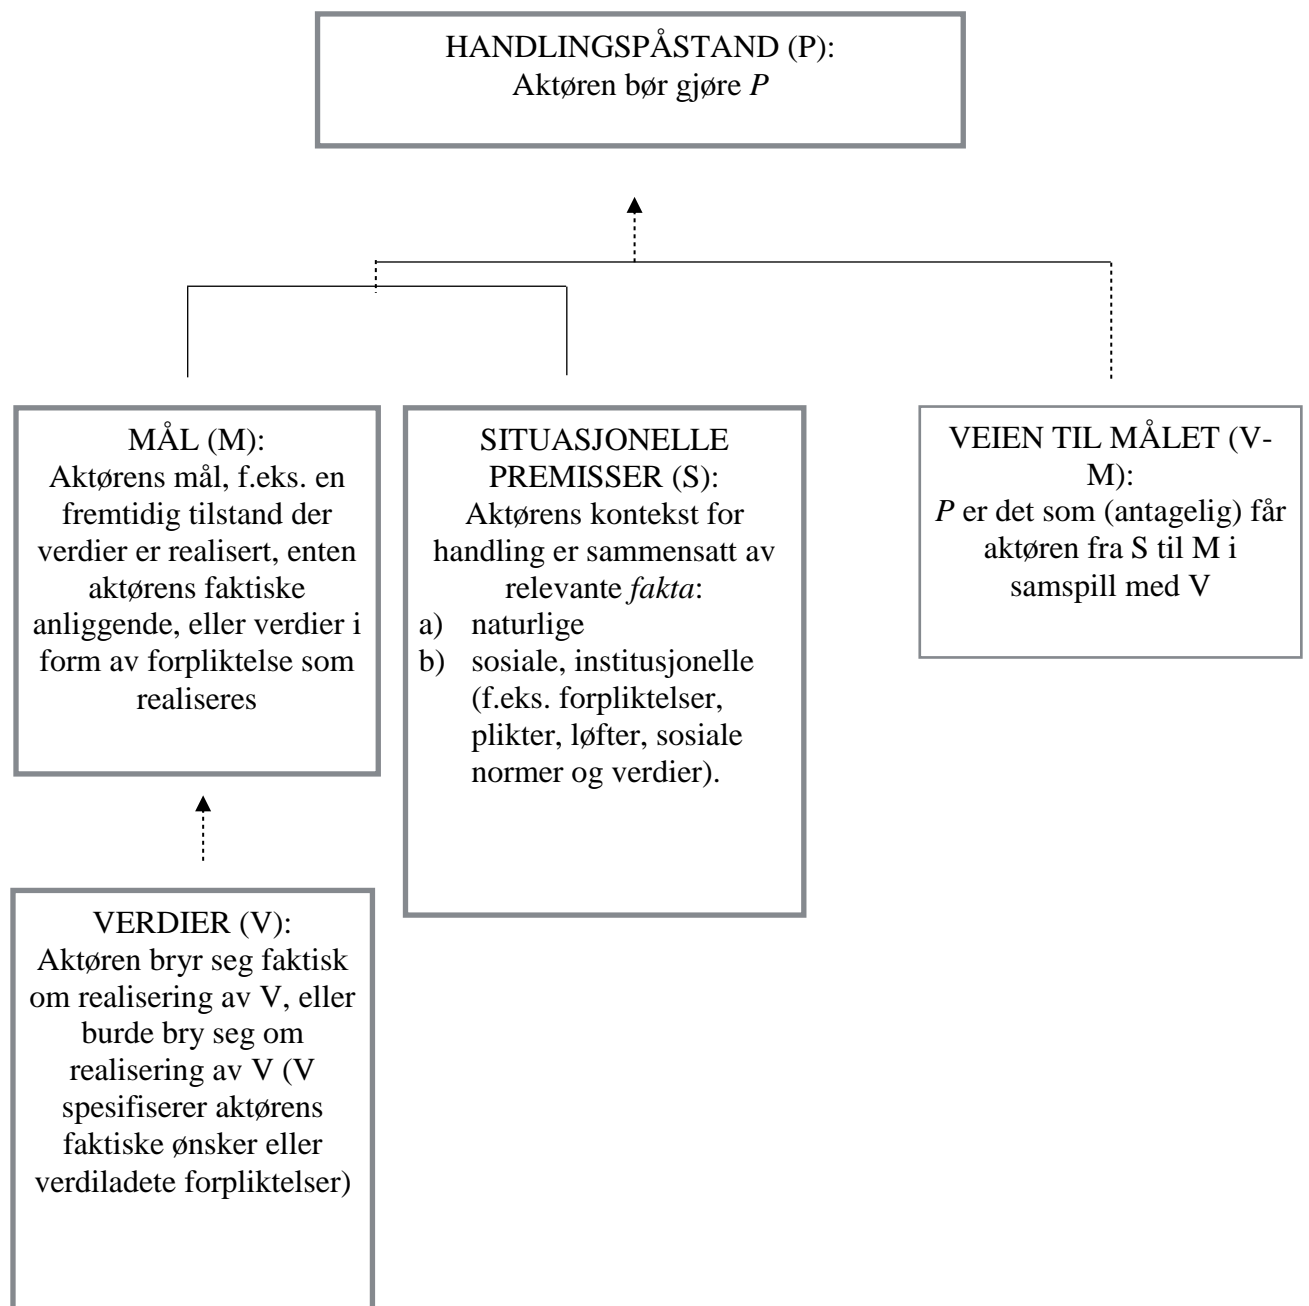 HANDLINGSPÅSTAND (P):
Aktøren bør gjøre P
MÅL (M):
Aktørens mål, f.eks. en
fremtidig tilstand der
verdier er realisert, enten
aktørens faktiske
anliggende, eller verdier i
form av forpliktelse som
realiseres
SITUASJONELLE
PREMISSER (S):
Aktørens kontekst for
handling er sammensatt av
relevante fakta:
a) naturlige
b) sosiale, institusjonelle
(f.eks. forpliktelser,
plikter, løfter, sosiale
normer og verdier).
VEIEN TIL MÅLET (V-
M):
P er det som (antagelig) får
aktøren fra S til M i
samspill med V
VERDIER (V):
Aktøren bryr seg faktisk
om realisering av V, eller
burde bry seg om
realisering av V (V
spesifiserer aktørens
faktiske ønsker eller
verdiladete forpliktelser)